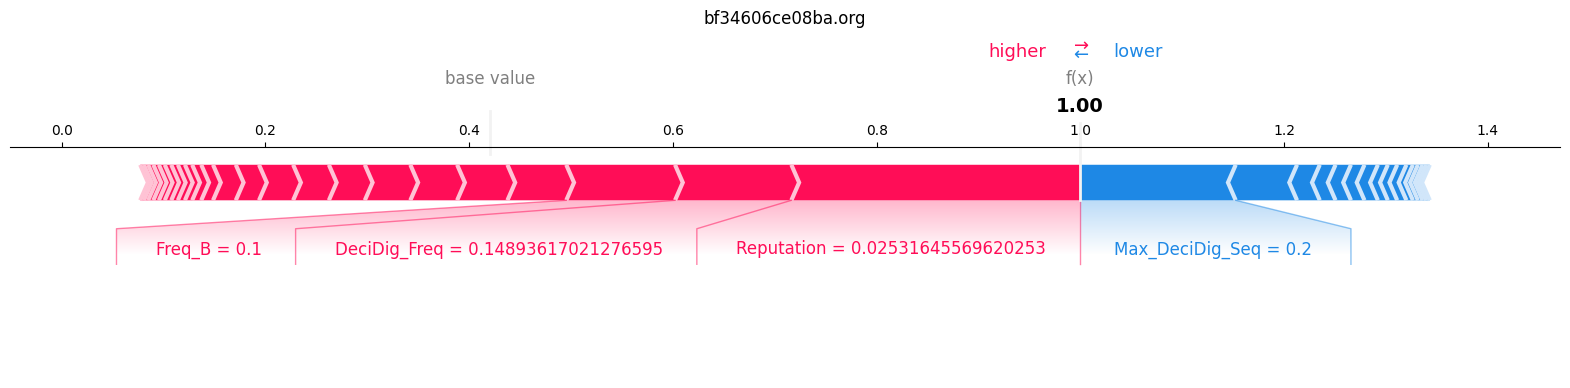 bf34606ce08ba.org
higher → ← lower
base value f(x)
1.00
0.0 0.2 0.4 0.6 0.8 1.0 1.2 1.4
Freq_B = 0.1 DeciDig_Freq = 0.14893617021276595 Reputation = 0.02531645569620253 Max_DeciDig_Seq = 0.2